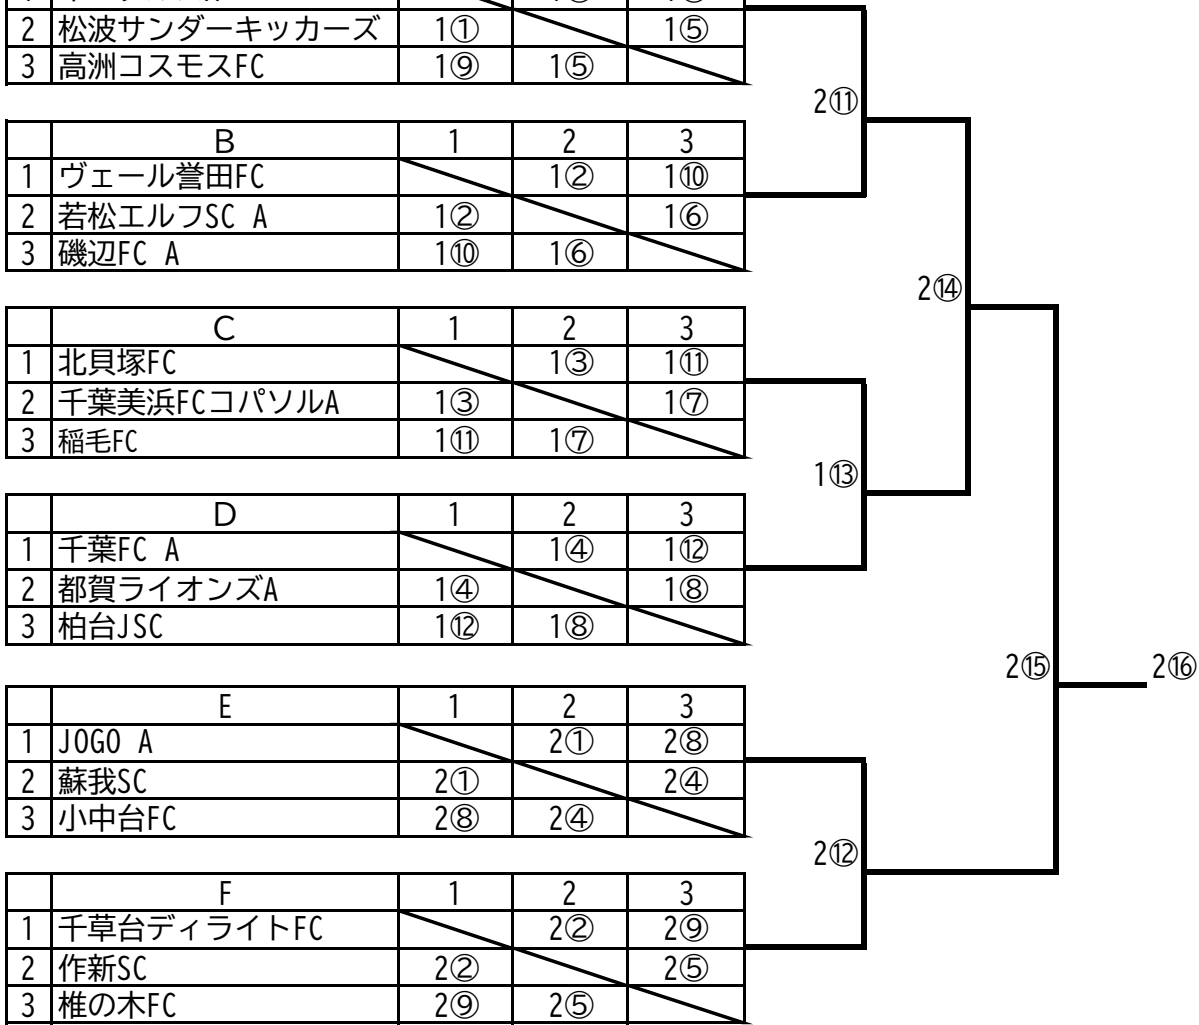 2 松波サンダーキッカーズ 1① 1⑤
3 高洲コスモスFC 1⑨ 1⑤
2⑪
B 1 2 3
1 ヴェール誉田FC 1② 1⑩
2 若松エルフSC A 1② 1⑥
3 磯辺FC A 1⑩ 1⑥
2⑭
C 1 2 3
1 北貝塚FC 1③ 1⑪
2 千葉美浜FCコパソルA 1③ 1⑦
3 稲毛FC 1⑪ 1⑦
1⑬
D 1 2 3
1 千葉FC A 1④ 1⑫
2 都賀ライオンズA 1④ 1⑧
3 柏台JSC 1⑫ 1⑧
2⑮ 2⑯
E 1 2 3
1 JOGO A 2① 2⑧
2 蘇我SC 2① 2④
3 小中台FC 2⑧ 2④
2⑫
F 1 2 3
1 千草台ディライトFC 2② 2⑨
2 作新SC 2② 2⑤
3 椎の木FC 2⑨ 2⑤